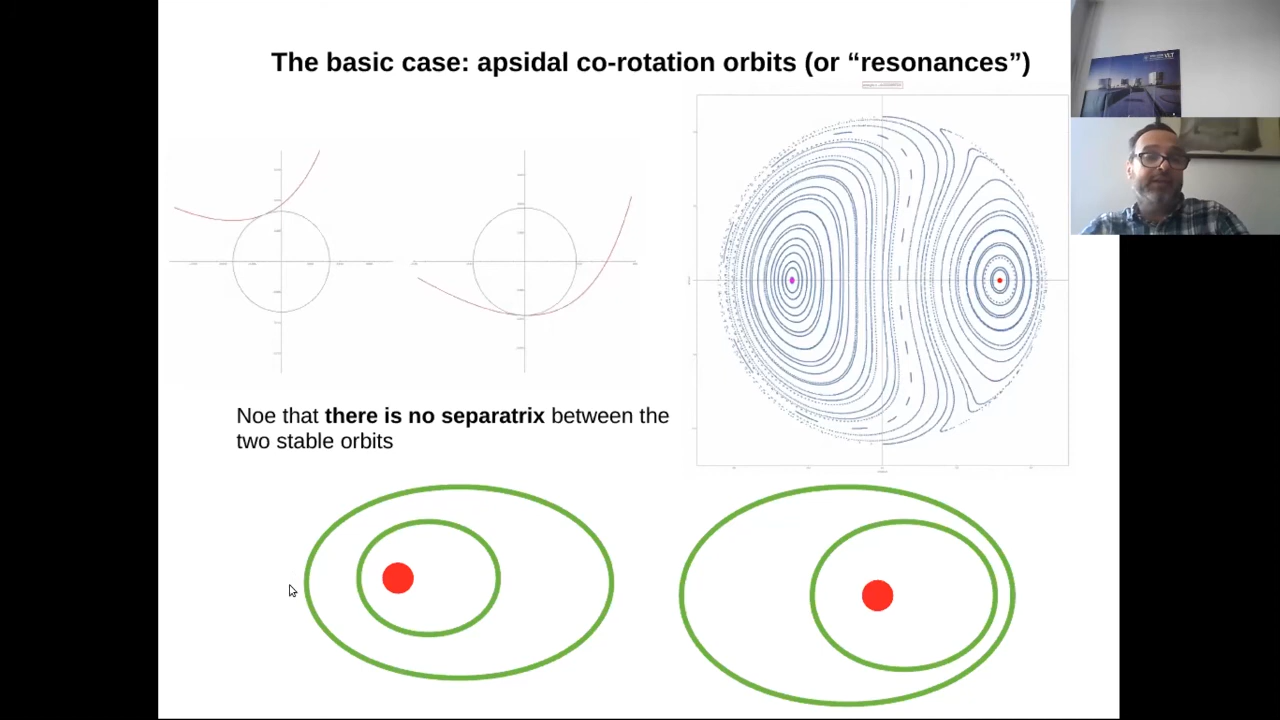 The basic case: apsidal co-rotation orbits (or “resonances”)
Noe that there is no separatrix between the
two stable orbits
VLT